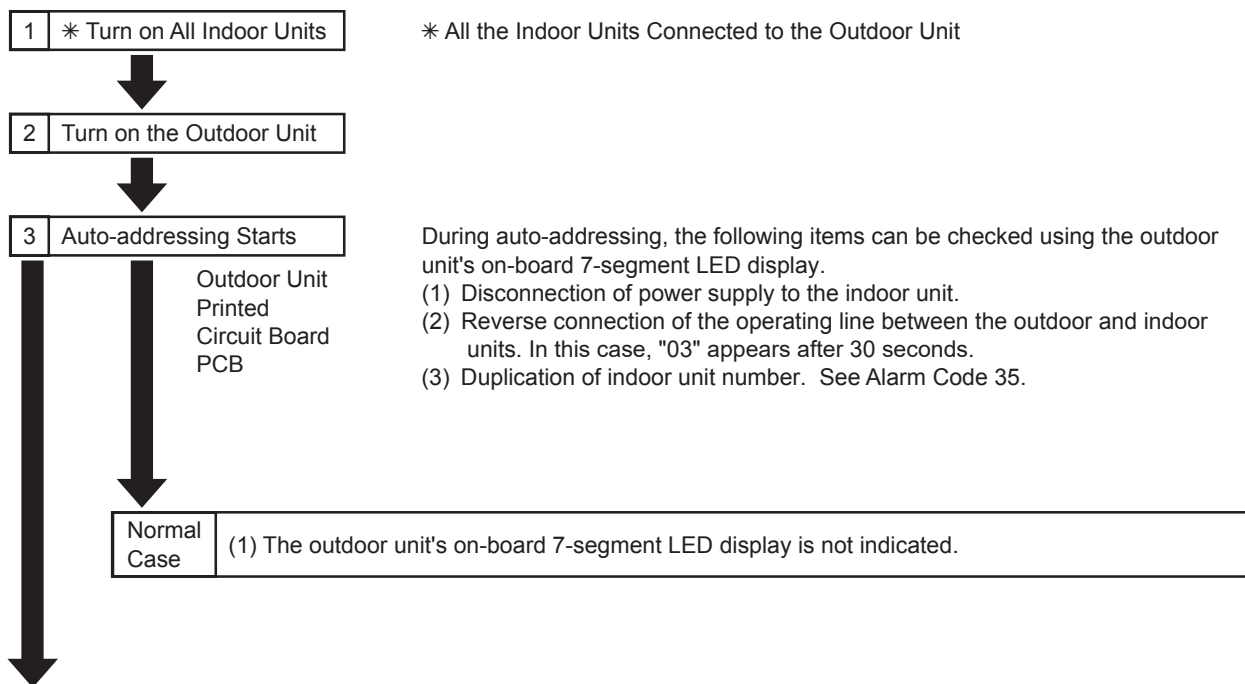 1 ✳ Turn on All Indoor Units
✳ All the Indoor Units Connected to the Outdoor Unit
2 Turn on the Outdoor Unit
3 Auto-addressing Starts
Outdoor Unit
Printed
Circuit Board
PCB
During auto-addressing, the following items can be checked using the outdoor
unit's on-board 7-segment LED display.
(1) Disconnection of power supply to the indoor unit.
(2) Reverse connection of the operating line between the outdoor and indoor
units. In this case, "03" appears after 30 seconds.
(3) Duplication of indoor unit number. See Alarm Code 35.
Normal
Case
(1) The outdoor unit's on-board 7-segment LED display is not indicated.